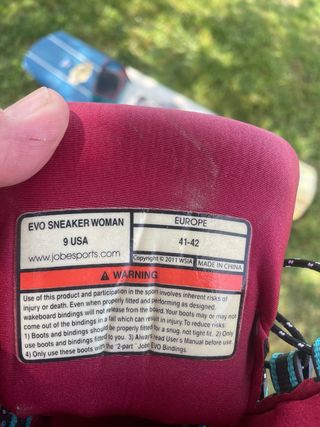 EVO SNEAKER WOMAN
9 USA
www.jobesports.com
EUROPE
41-42
Copyright © 2011 WSIA
MADE IN CHINA
⚠ WARNING
Use of this product and participation in the sport involve inherent risks of
injury or death. Even when properly fitted and performing as designed,
wakeboard bindings will not release from the board. Your boots may or may not
come out of the bindings in a fall which can result in injury. To reduce risks:
1) Boots and bindings should be properly fitted for a snug, not tight fit. 2) Only
use boots and bindings fitted to you. 3) Always read User's Manual before use.
4) Only use these boots with the "2-part" Jobe EVO Bindings.